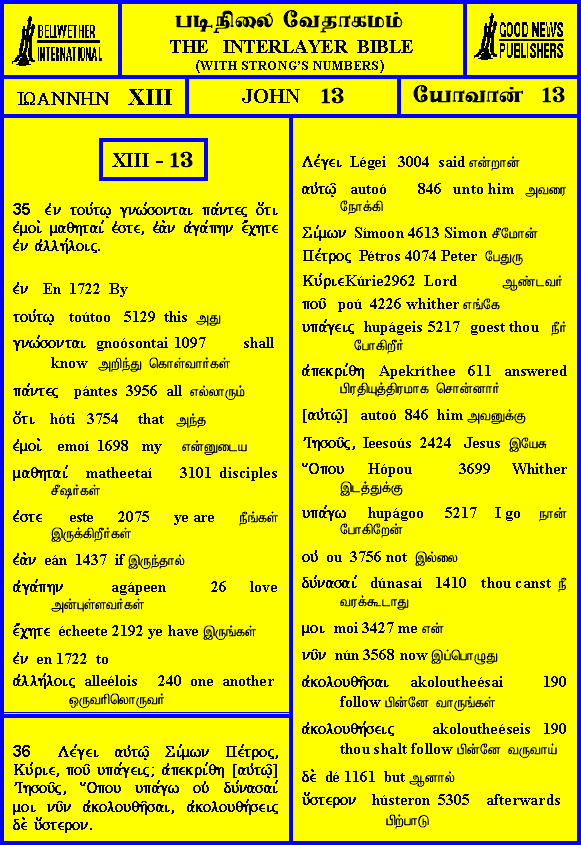 BELLWETHER
INTERNATIONAL
படிநிலை வேதாகமம்
THE INTERLAYER BIBLE
(WITH STRONG'S NUMBERS)
GOOD NEWS
PUBLISHERS
ΙΩΑΝΝΗΝ XIII
JOHN 13
யோவான் 13
XIII - 13
35 ἐν τούτῳ γνώσονται πάντες ὅτι
ἐμοὶ μαθηταί ἐστε, ἐὰν ἀγάπην ἔχητε
ἐν ἀλλήλοις.
ἐν En 1722 By
τούτῳ toútoo 5129 this அது
γνώσονται gnoósontai 1097 shall
know அறிந்து கொள்வார்கள்
πάντες pántes 3956 all எல்லாரும்
ὅτι hóti 3754 that அந்த
ἐμοὶ emoí 1698 my என்னுடைய
μαθηταί matheetaí 3101 disciples
சீஷர்கள்
ἐστε este 2075 ye are நீங்கள்
இருக்கிறீர்கள்
ἐὰν eán 1437 if இருந்தால்
ἀγάπην agápeen 26 love
அன்புள்ளவர்கள்
ἔχητε écheete 2192 ye have இருங்கள்
ἐν en 1722 to
ἀλλήλοις alleélois 240 one another
ஒருவரிலொருவர்
36 Λέγει αὐτῷ Σίμων Πέτρος,
Κύριε, ποῦ ὑπάγεις; ἀπεκρίθη [αὐτῷ]
Ἰησοῦς, Ὅπου ὑπάγω οὐ δύνασαί
μοι νῦν ἀκολουθῆσαι, ἀκολουθήσεις
δὲ ὕστερον.
Λέγει Légei 3004 said என்றான்
αὐτῷ autoó 846 unto him அவரை
நோக்கி
Σίμων Símoon 4613 Simon சீமோன்
Πέτρος Pétros 4074 Peter பேதுரு
ΚύριεKúrie2962 Lord ஆண்டவர்
ποῦ poú 4226 whither எங்கே
ὑπάγεις hupágeis 5217 goest thou நீர்
போகிறீர்
ἀπεκρίθη Apekríthee 611 answered
பிரதியுத்திரமாக சொன்னார்
[αὐτῷ] autoó 846 him அவனுக்கு
Ἰησοῦς, Ieesoús 2424 Jesus இயேசு
Ὅπου Hópou 3699 Whither
இடத்துக்கு
ὑπάγω hupágoo 5217 I go நான்
போகிறேன்
οὐ ou 3756 not இல்லை
δύνασαί dúnasaí 1410 thou canst நீ
வரக்கூடாது
μοι moi 3427 me என்
νῦν nún 3568 now இப்பொழுது
ἀκολουθῆσαι akoloutheésai 190
follow பின்னே வாருங்கள்
ἀκολουθήσεις akoloutheéseis 190
thou shalt follow பின்னே வருவாய்
δὲ dé 1161 but ஆனால்
ὕστερον hústeron 5305 afterwards
பிற்பாடு